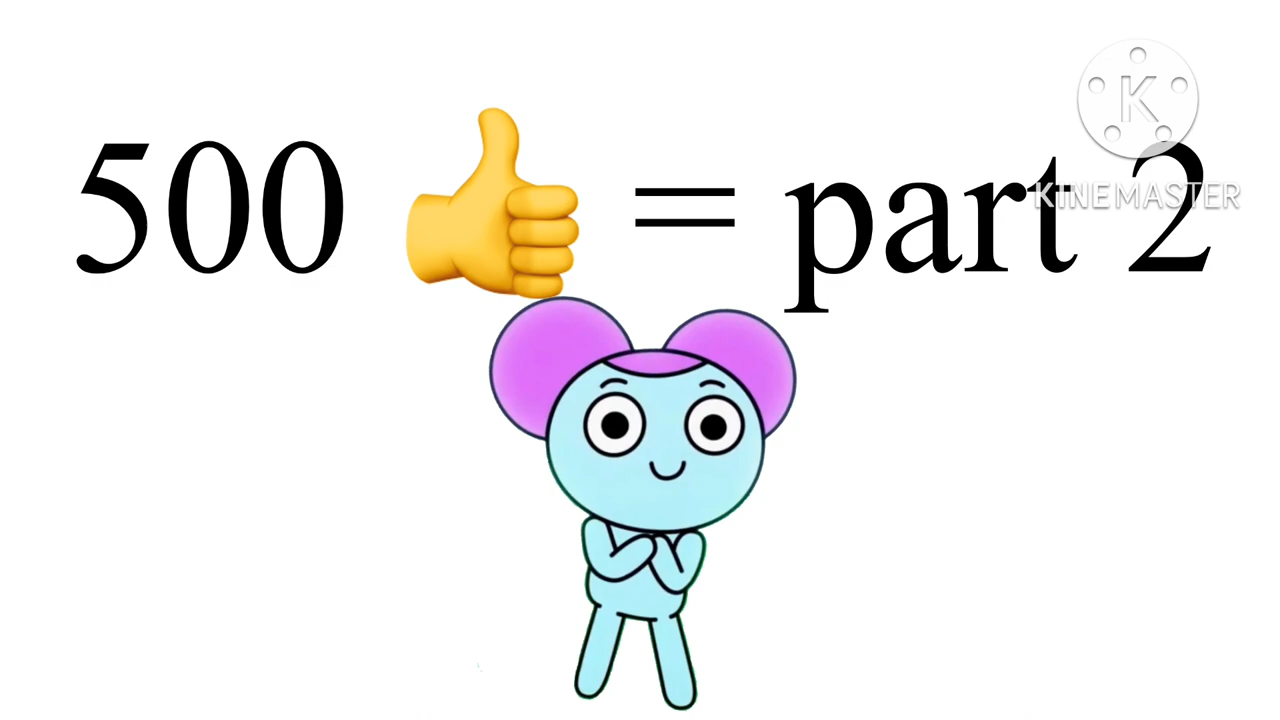 500 👍 = part 2
K
KINEMASTER